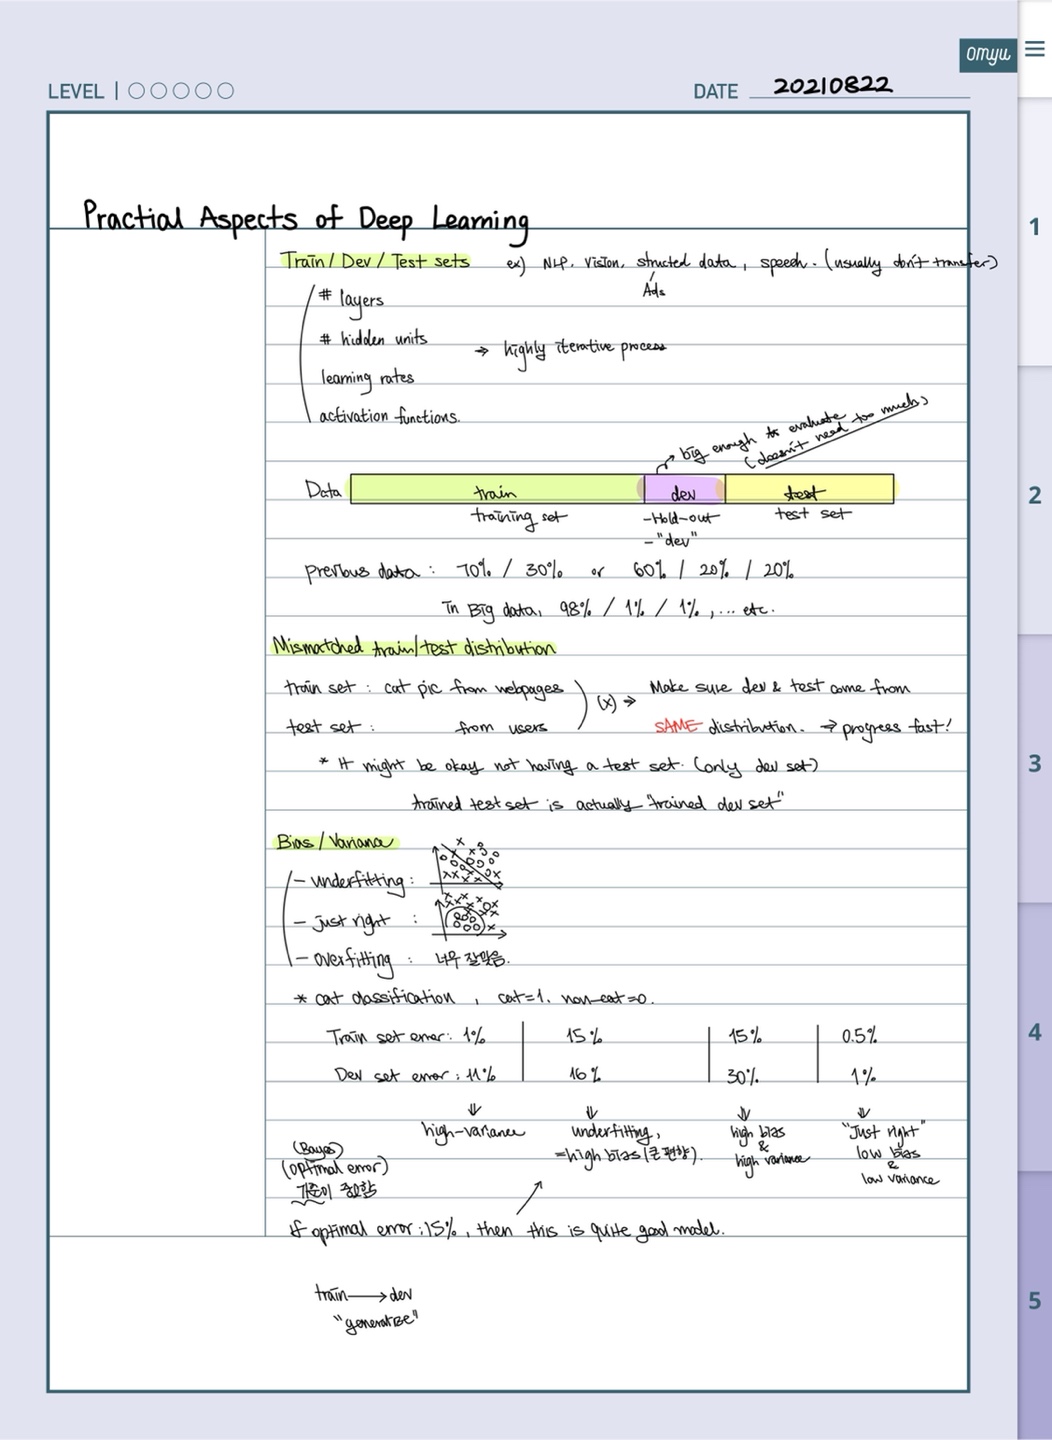 omyu
LEVEL
DATE 20210822
Practial Aspects of Deep Learning
Train / Dev / Test sets ex) NLP, Vision, structed data, speech. (usually don't transfer)
Ads
# layers
# hidden units → highly iterative process
learning rates
activation functions.
big enough to evaluate
(doesn't need too much)
Data train dev test
training set -Hold-out test set
- "dev"
previous data : 70% / 30% or 60% / 20% / 20%
in Big data, 98% / 1% / 1%, ... etc.
Mismatched train/test distribution
train set : cat pic from webpages (x) → Make sure dev & test come from
test set : from users SAME distribution. → progress fast!
* It might be okay not having a test set. (only dev set)
trained test set is actually "trained dev set"
Bias / Variance
- underfitting :
- just right :
- overfitting : 너무 잘맞음.
* cat classification, cat=1, non-cat=0.
Train set error: 1% 15% 15% 0.5%
Dev set error: 11% 16% 30% 1%
high-variance underfitting, high bias "Just right"
=high bias (큰 편향). & low bias
high variance &
low variance
(Bayes)
(optimal error)
기준이 중요함
if optimal error : 15%, then this is quite good model.
train → dev
"generalize"
1
2
3
4
5